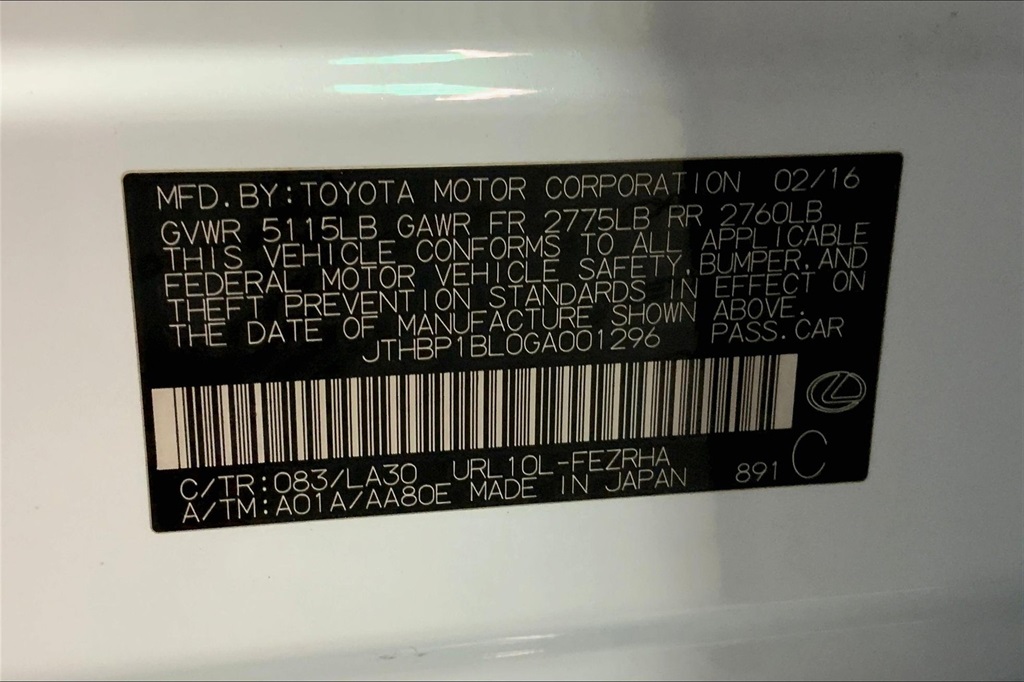 MFD.BY:TOYOTA MOTOR CORPORATION 02/16
GVWR 5115LB GAWR FR 2775LB RR 2760LB
THIS VEHICLE CONFORMS TO ALL APPLICABLE
FEDERAL MOTOR VEHICLE SAFETY,BUMPER,AND
THEFT PREVENTION STANDARDS IN EFFECT ON
THE DATE OF MANUFACTURE SHOWN ABOVE.
JTHBP1BL0GA001296 PASS.CAR
C/TR:083/LA30 URL10L-FEZRHA
A/TM:A01A/AA80E MADE IN JAPAN 891 C